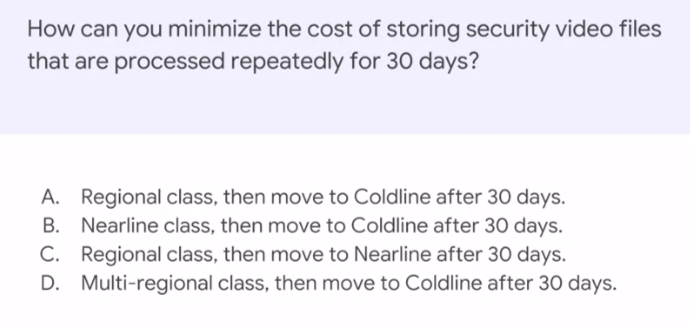 How can you minimize the cost of storing security video files
that are processed repeatedly for 30 days?
A. Regional class, then move to Coldline after 30 days.
B. Nearline class, then move to Coldline after 30 days.
C. Regional class, then move to Nearline after 30 days.
D. Multi-regional class, then move to Coldline after 30 days.